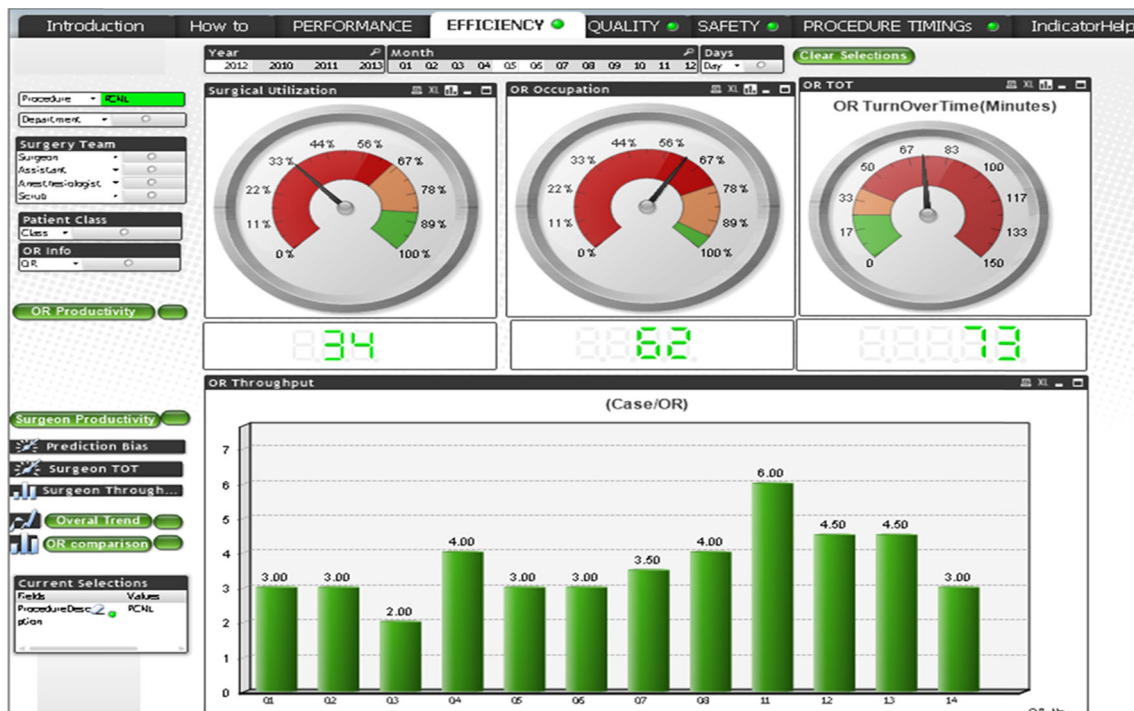 Introduction How to PERFORMANCE EFFICIENCY QUALITY SAFETY PROCEDURE TIMINGs IndicatorHelp
Year Month Days
2012 2010 2011 2013 01 02 03 04 05 06 07 08 09 10 11 12 Day
Clear Selections
Procedure PCNL
Department
Surgery Team
Surgeon
Assistant
Anesthesiologist
Scrub
Patient Class
Class
OR Info
OR
OR Productivity
Surgeon Productivity
Prediction Bias
Surgeon TOT
Surgeon Through...
Overal Trend
OR comparison
Current Selections
Fields Values
ProcedureDesc PCNL
ption
Surgical Utilization XL
0% 11% 22% 33% 44% 56% 67% 78% 89% 100%
34
OR Occupation XL
0% 11% 22% 33% 44% 56% 67% 78% 89% 100%
62
OR TOT
OR TurnOverTime(Minutes)
0 17 33 50 67 83 100 117 133 150
73
OR Throughput XL
(Case/OR)
7
6
5
4
3
2
1
0
3.00 3.00 2.00 4.00 3.00 3.00 3.50 4.00 6.00 4.50 4.50 3.00
01 02 03 04 05 06 07 08 11 12 13 14